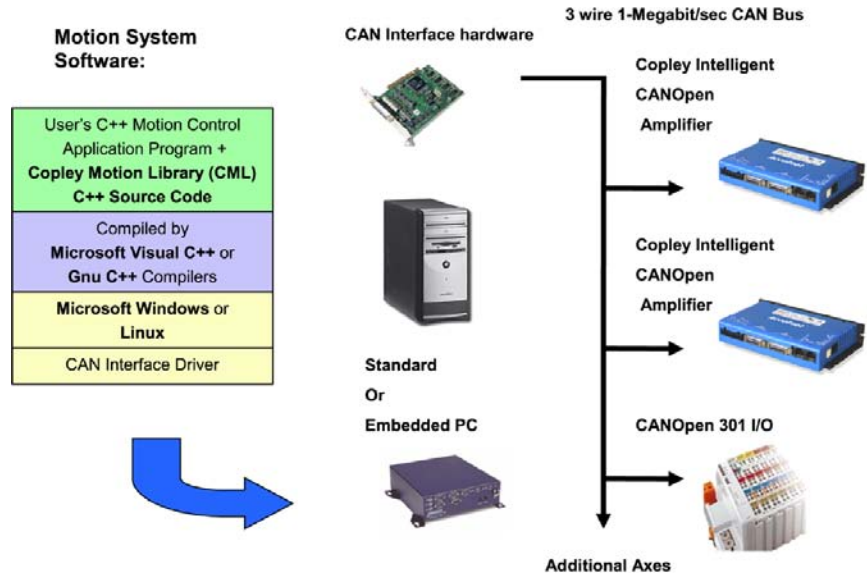 Motion System
Software:
User's C++ Motion Control
Application Program +
Copley Motion Library (CML)
C++ Source Code
Compiled by
Microsoft Visual C++ or
Gnu C++ Compilers
Microsoft Windows or
Linux
CAN Interface Driver
CAN Interface hardware
Standard
Or
Embedded PC
3 wire 1-Megabit/sec CAN Bus
Copley Intelligent
CANOpen
Amplifier
Copley Intelligent
CANOpen
Amplifier
CANOpen 301 I/O
Additional Axes